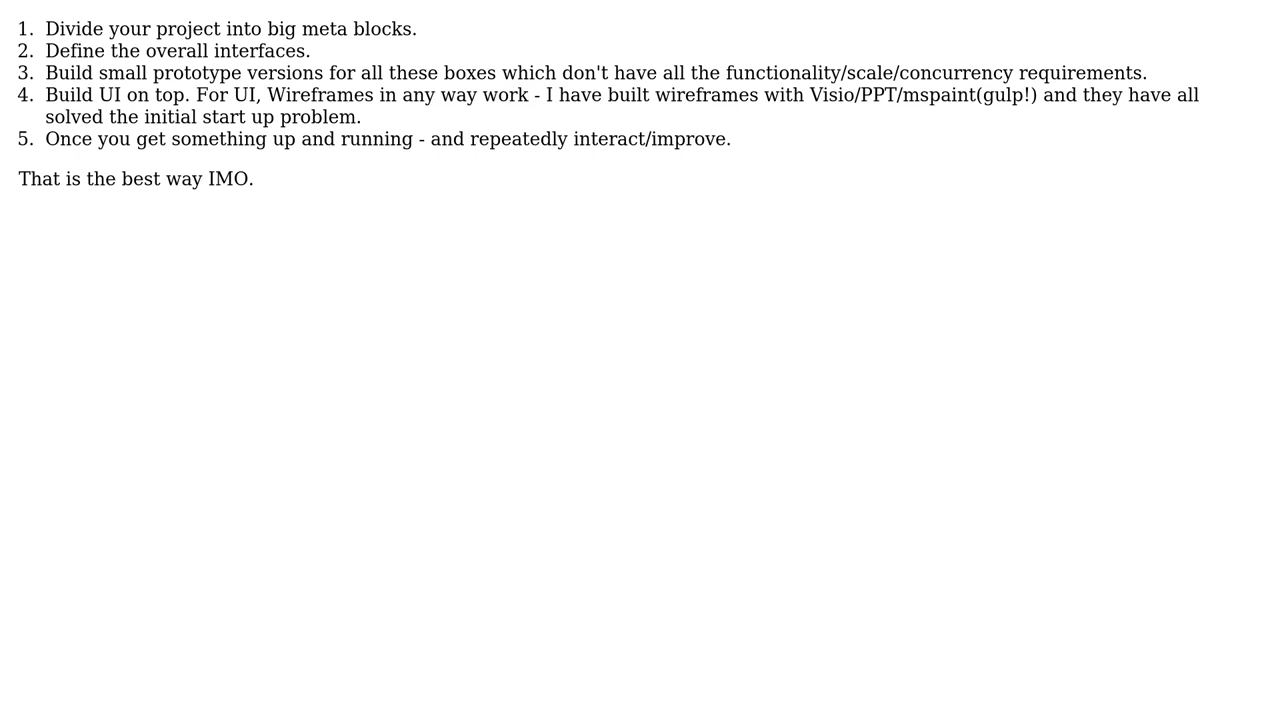 1. Divide your project into big meta blocks.
2. Define the overall interfaces.
3. Build small prototype versions for all these boxes which don't have all the functionality/scale/concurrency requirements.
4. Build UI on top. For UI, Wireframes in any way work - I have built wireframes with Visio/PPT/mspaint(gulp!) and they have all
solved the initial start up problem.
5. Once you get something up and running - and repeatedly interact/improve.
That is the best way IMO.